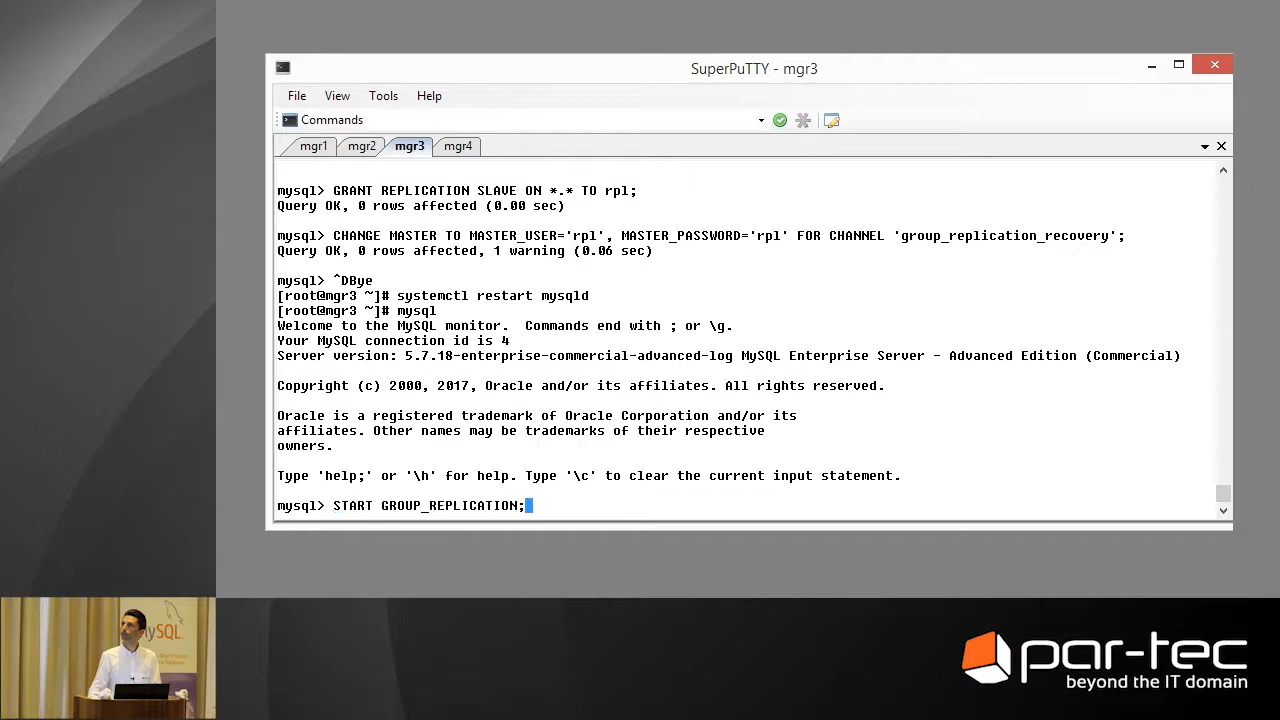 SuperPuTTY - mgr3
File View Tools Help
Commands
mgr1 mgr2 mgr3 mgr4
mysql> GRANT REPLICATION SLAVE ON *.* TO rpl;
Query OK, 0 rows affected (0.00 sec)
mysql> CHANGE MASTER TO MASTER_USER='rpl', MASTER_PASSWORD='rpl' FOR CHANNEL 'group_replication_recovery';
Query OK, 0 rows affected, 1 warning (0.06 sec)
mysql> ^DBye
[root@mgr3 ~]# systemctl restart mysqld
[root@mgr3 ~]# mysql
Welcome to the MySQL monitor.  Commands end with ; or \g.
Your MySQL connection id is 4
Server version: 5.7.18-enterprise-commercial-advanced-log MySQL Enterprise Server - Advanced Edition (Commercial)
Copyright (c) 2000, 2017, Oracle and/or its affiliates. All rights reserved.
Oracle is a registered trademark of Oracle Corporation and/or its
affiliates. Other names may be trademarks of their respective
owners.
Type 'help;' or '\h' for help. Type '\c' to clear the current input statement.
mysql> START GROUP_REPLICATION;
MySQL
par-tec
beyond the IT domain